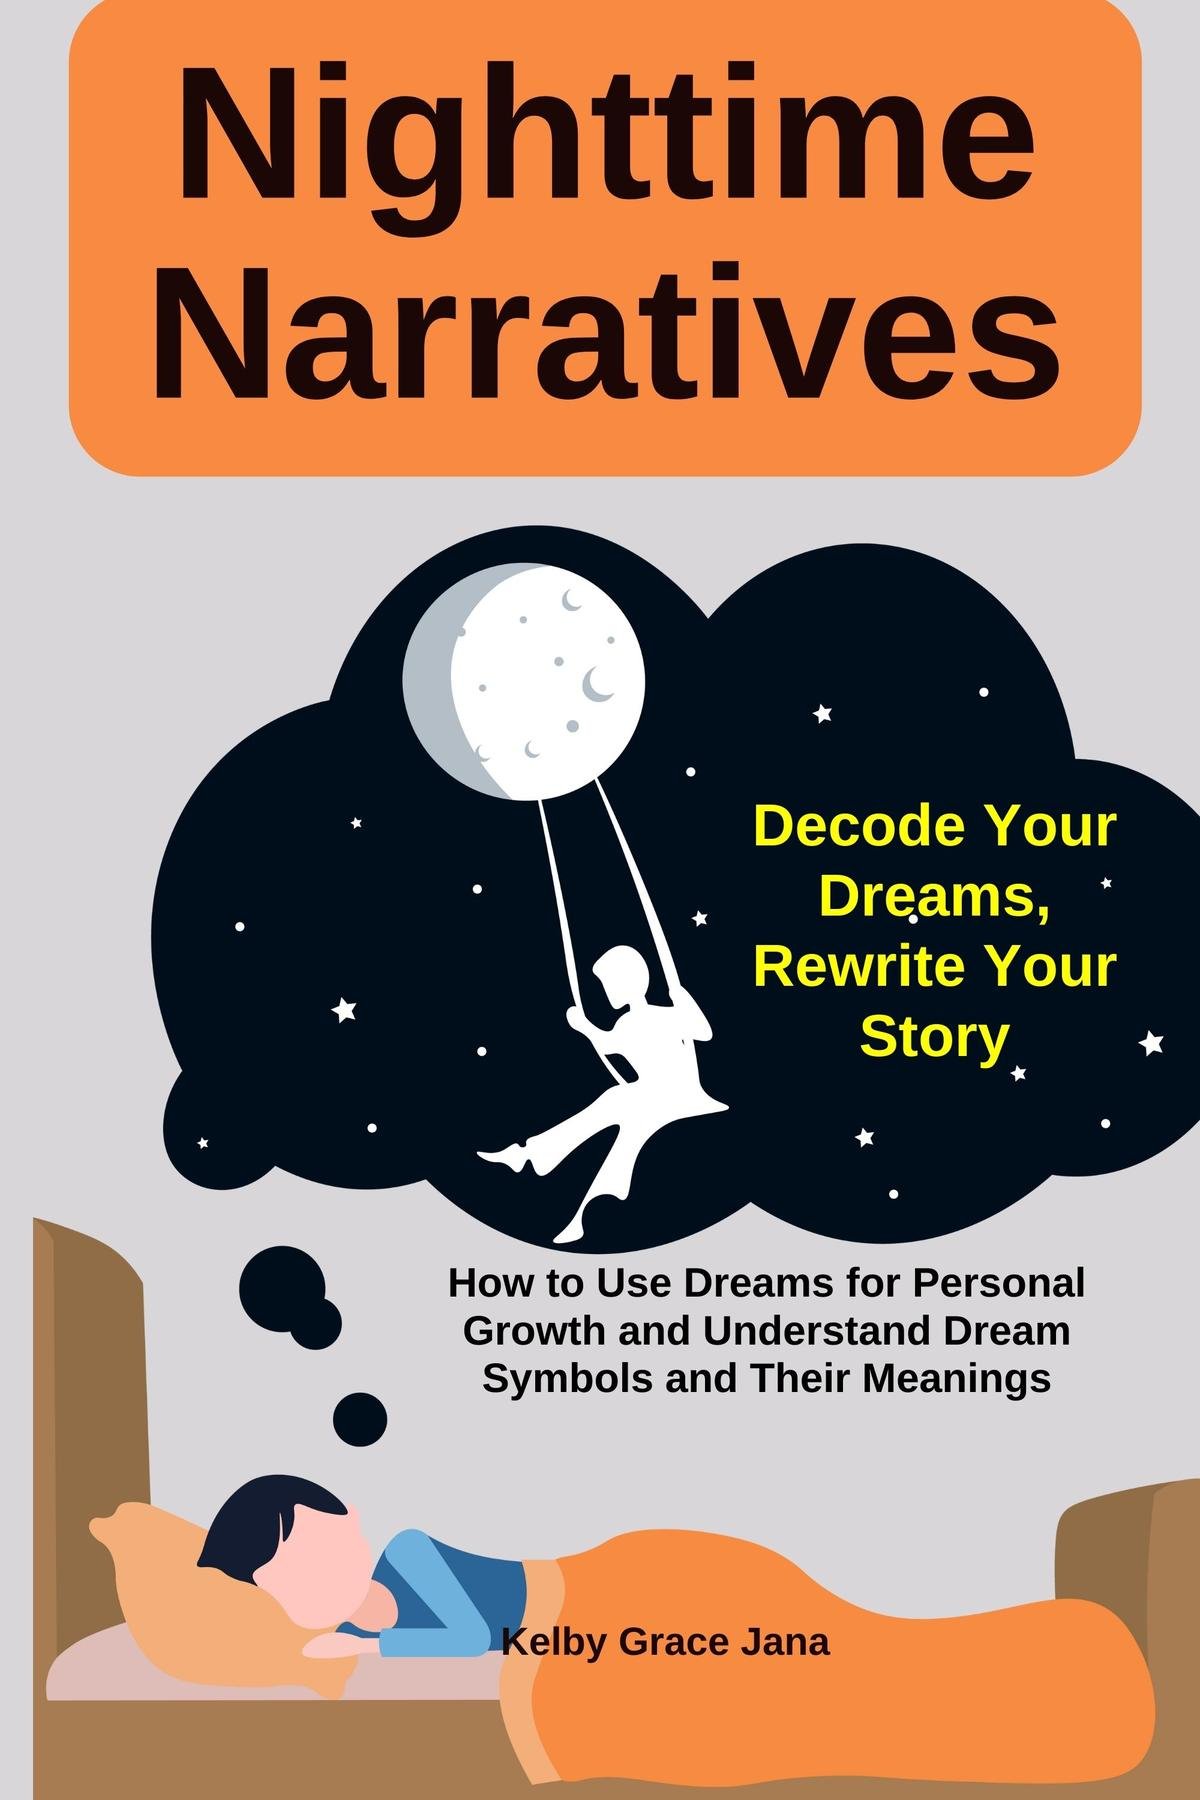 Nighttime
Narratives
Decode Your
Dreams,
Rewrite Your
Story
How to Use Dreams for Personal
Growth and Understand Dream
Symbols and Their Meanings
Kelby Grace Jana